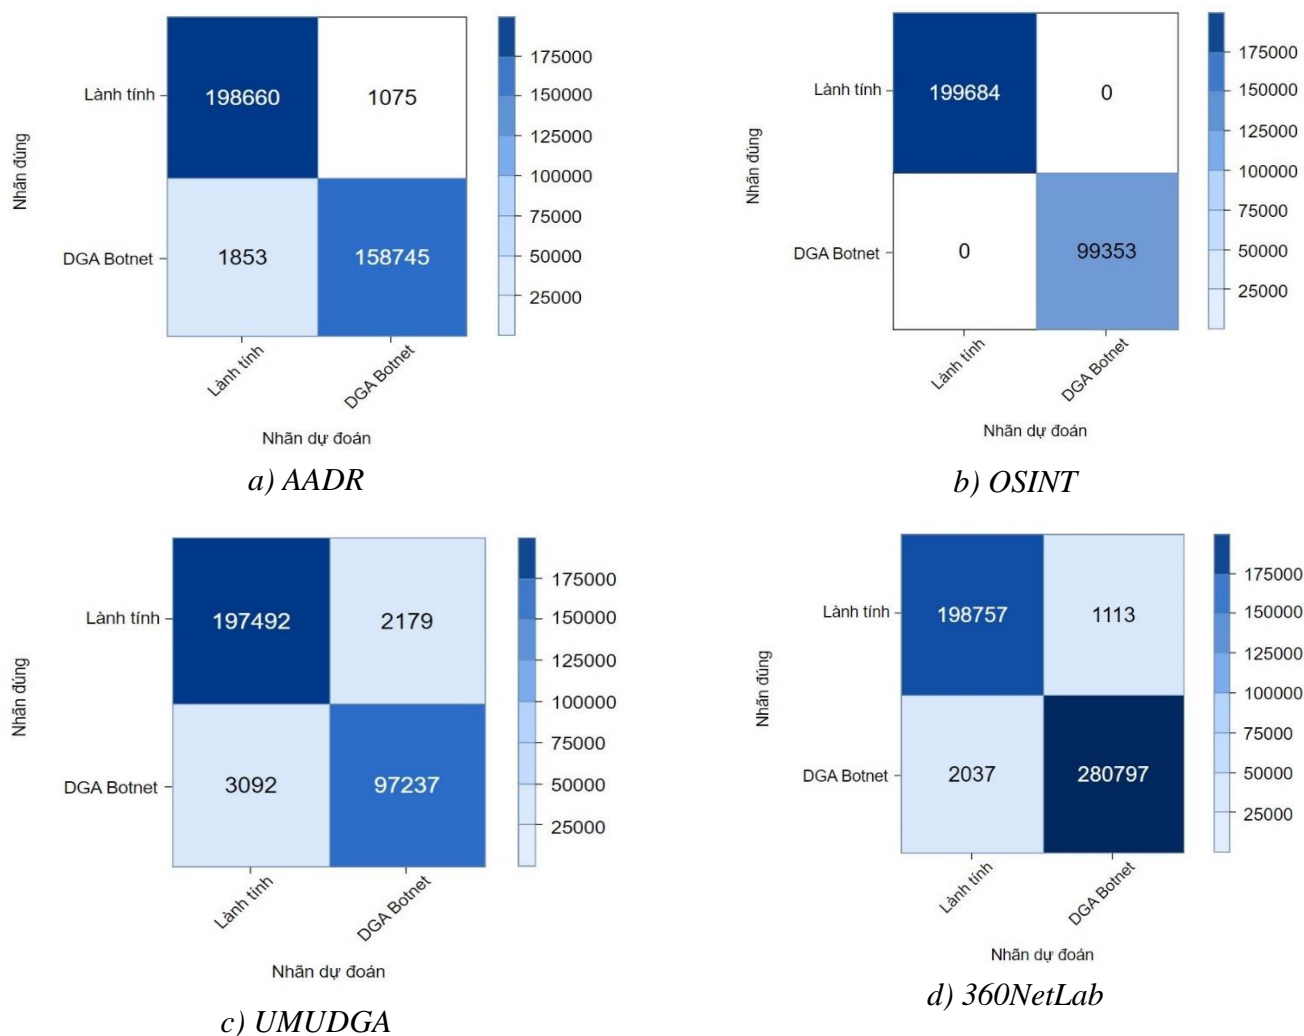 Nhãn đúng
Lành tính
198660 1075
DGA Botnet
1853 158745
Lành tính
DGA Botnet
Nhãn dự đoán
175000
150000
125000
100000
75000
50000
25000
a) AADR
Nhãn đúng
Lành tính
199684 0
DGA Botnet
0 99353
Lành tính
DGA Botnet
Nhãn dự đoán
175000
150000
125000
100000
75000
50000
25000
b) OSINT
Nhãn đúng
Lành tính
197492 2179
DGA Botnet
3092 97237
Lành tính
DGA Botnet
Nhãn dự đoán
175000
150000
125000
100000
75000
50000
25000
c) UMUDGA
Nhãn đúng
Lành tính
198757 1113
DGA Botnet
2037 280797
Lành tính
DGA Botnet
Nhãn dự đoán
175000
150000
125000
100000
75000
50000
25000
d) 360NetLab